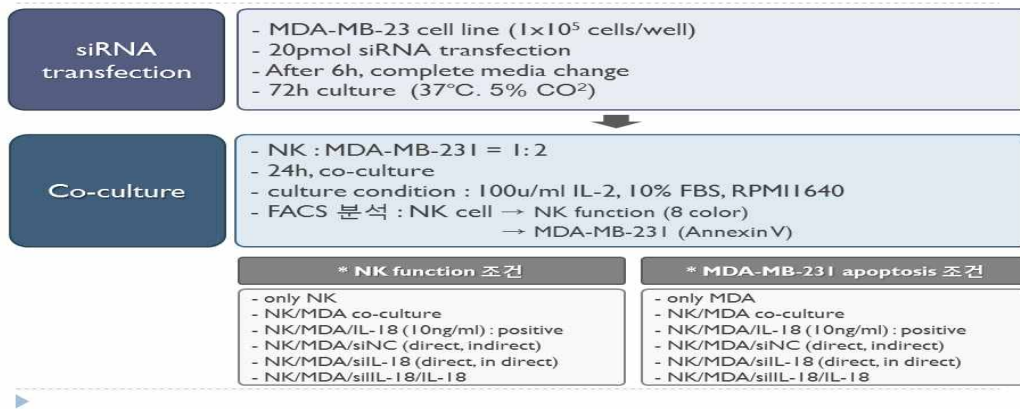 siRNA
transfection
- MDA-MB-23 cell line (1x10⁵ cells/well)
- 20pmol siRNA transfection
- After 6h, complete media change
- 72h culture (37℃. 5% CO²)
Co-culture
- NK : MDA-MB-231 = 1: 2
- 24h, co-culture
- culture condition : 100u/ml IL-2, 10% FBS, RPMI1640
- FACS 분석 : NK cell → NK function (8 color)
→ MDA-MB-231 (Annexin V)
* NK function 조건
- only NK
- NK/MDA co-culture
- NK/MDA/IL-18 (10ng/ml) : positive
- NK/MDA/siNC (direct, indirect)
- NK/MDA/siIL-18 (direct, in direct)
- NK/MDA/siIIL-18/IL-18
* MDA-MB-231 apoptosis 조건
- only MDA
- NK/MDA co-culture
- NK/MDA/IL-18 (10ng/ml) : positive
- NK/MDA/siNC (direct, indirect)
- NK/MDA/siIL-18 (direct, in direct)
- NK/MDA/siIIL-18/IL-18